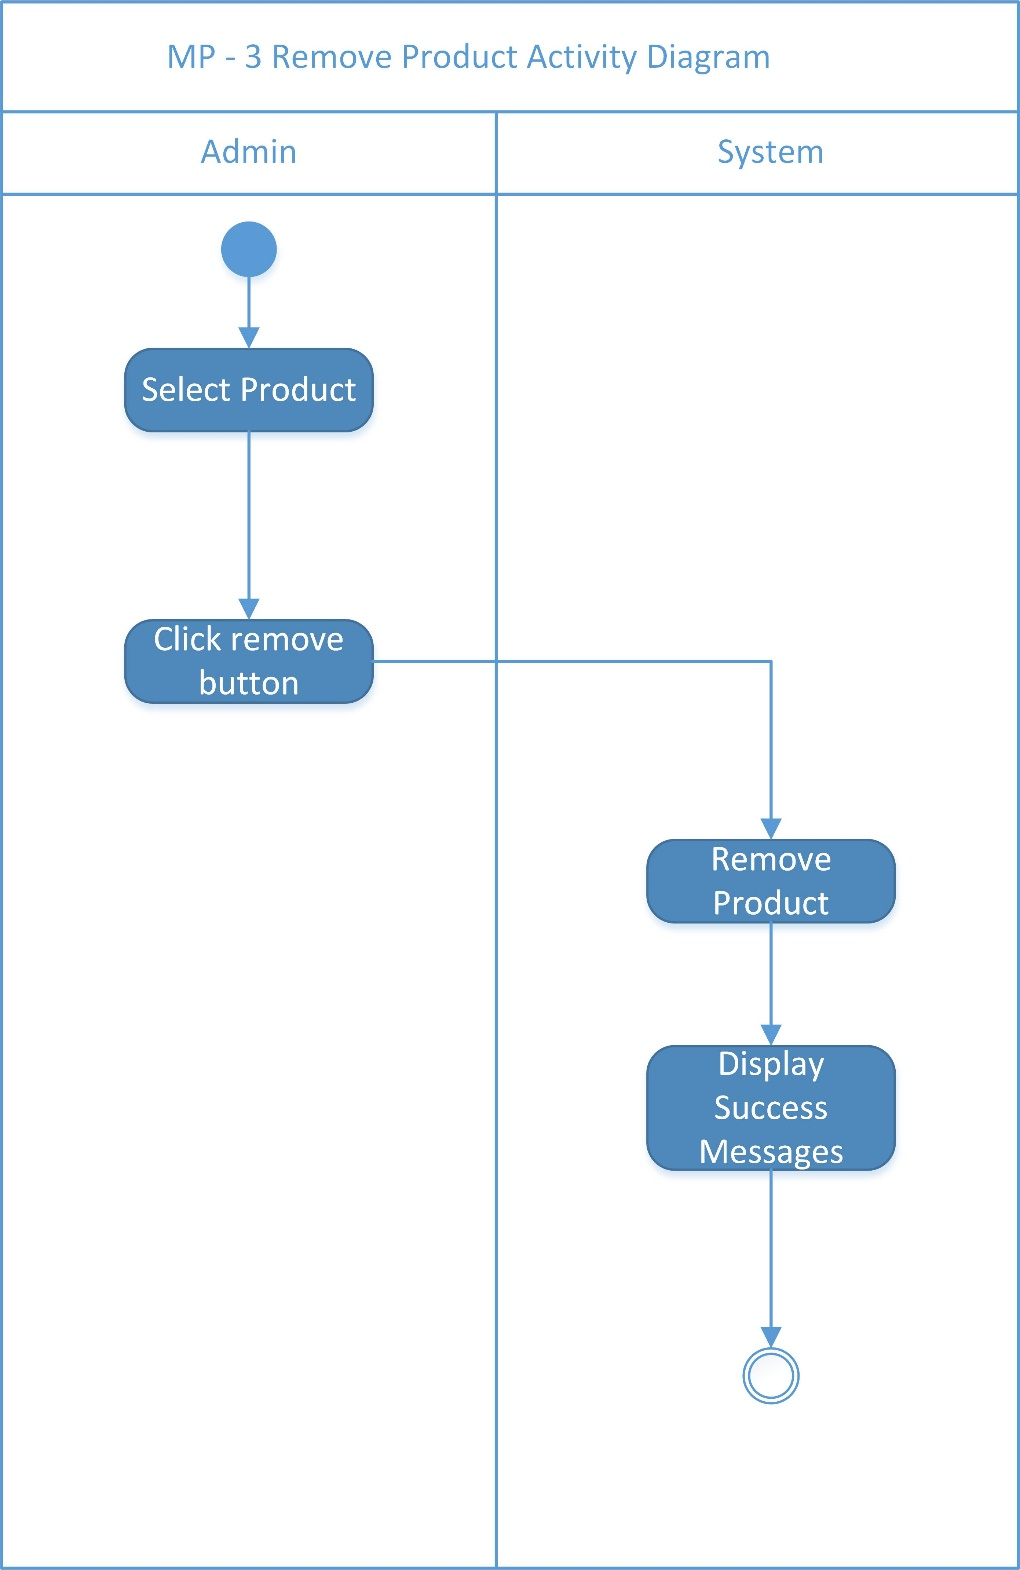 MP - 3 Remove Product Activity Diagram
Admin
System
Select Product
Click remove
button
Remove
Product
Display
Success
Messages